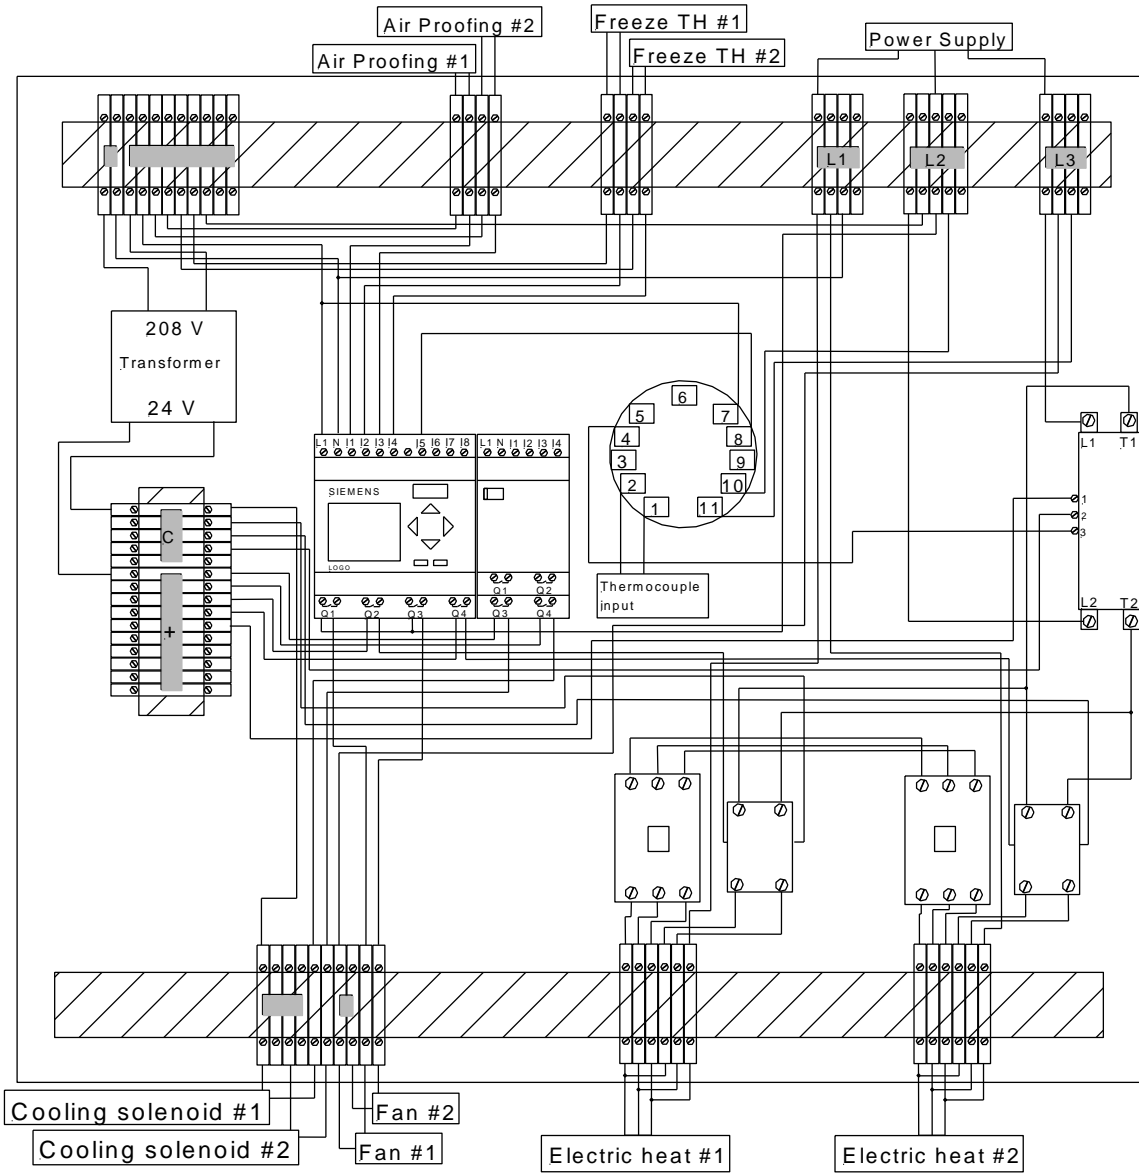 Air Proofing #2
Freeze TH #1
Power Supply
Air Proofing #1
Freeze TH #2
L1
L2
L3
208 V
Transformer
24 V
6
5
7
4
8
3
9
2
10
1
11
L1 N I1 I2 I3 I4 I5 I6 I7 I8
L1 N I1 I2 I3 I4
SIEMENS
LOGO
L1 T1
1
2
3
L2 T2
C
+
Q1 Q2
Q1 Q2 Q3 Q4
Q3 Q4
Thermocouple
input
Cooling solenoid #1
Cooling solenoid #2
Fan #2
Fan #1
Electric heat #1
Electric heat #2